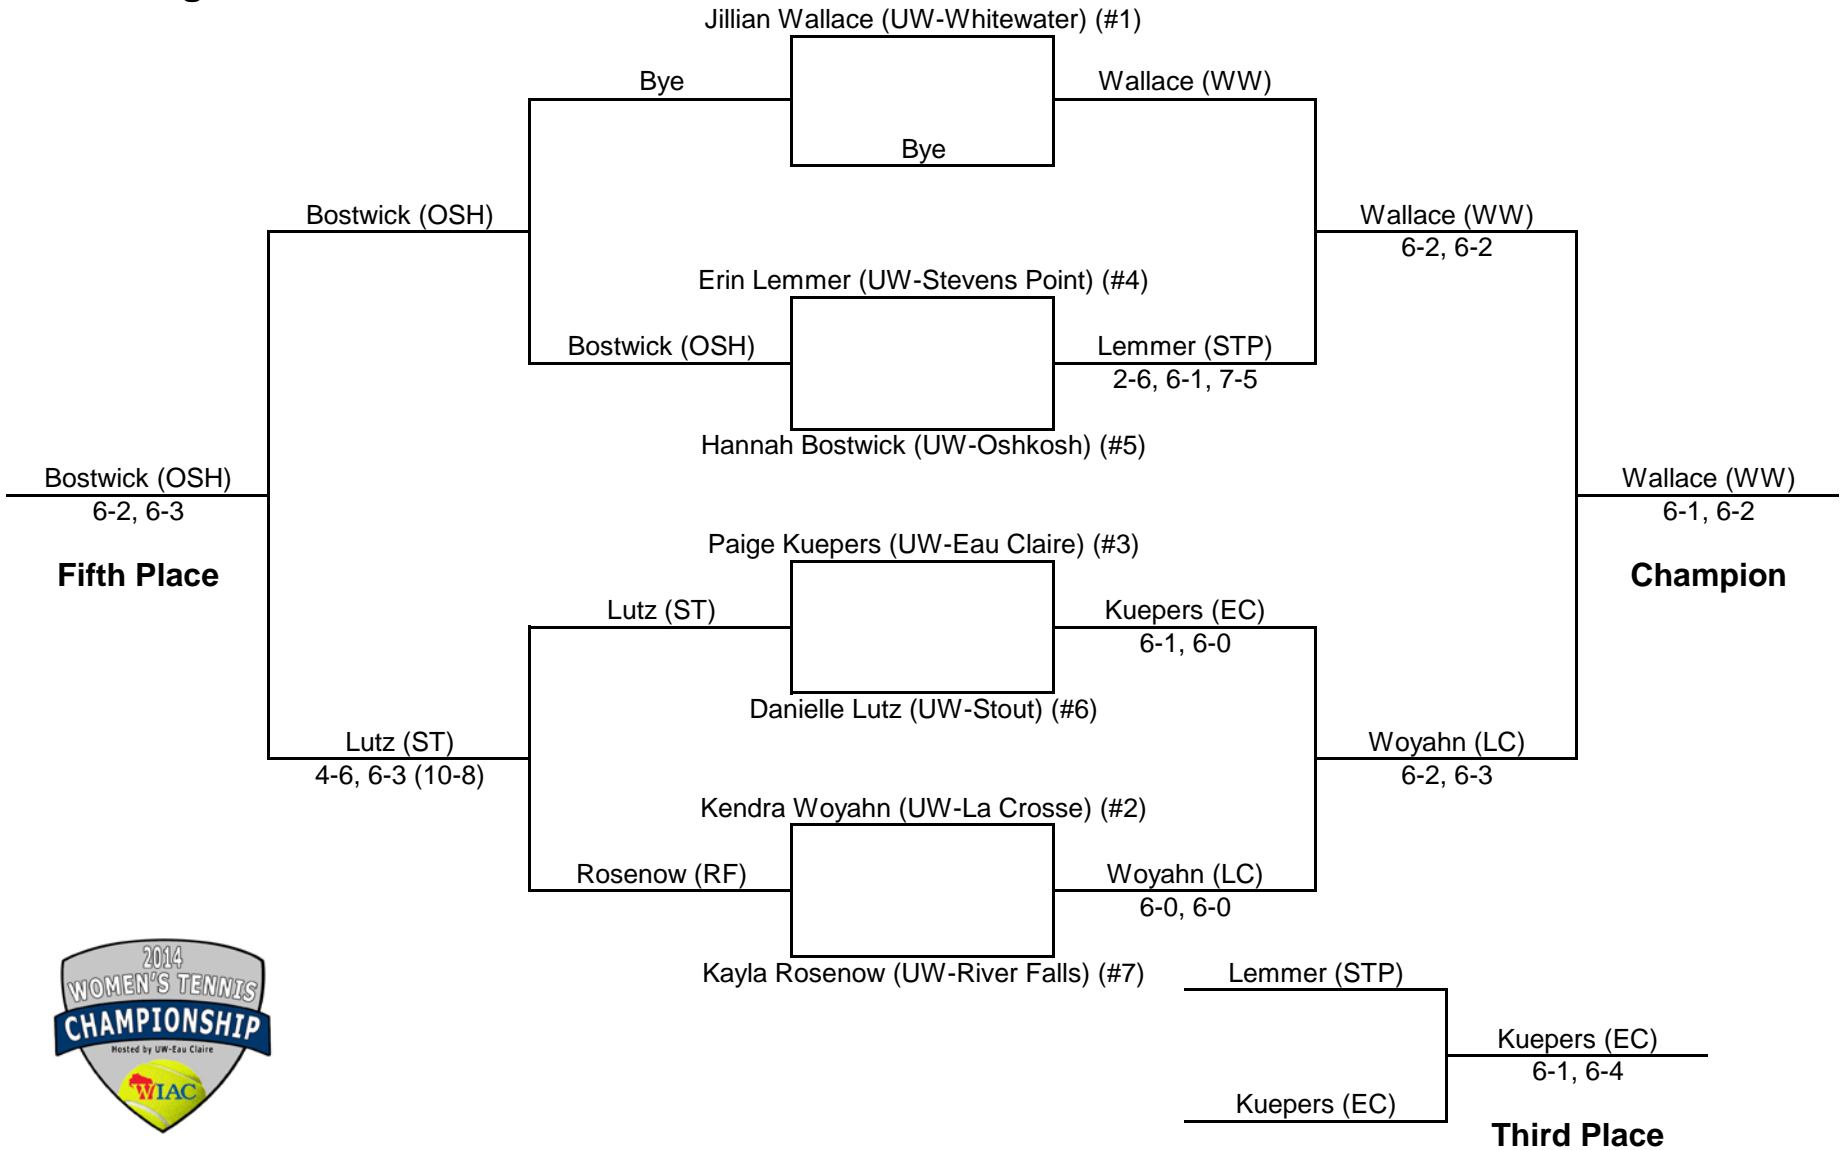 Jillian Wallace (UW-Whitewater) (#1)
Bye
Wallace (WW)
Bye
Bostwick (OSH)
Wallace (WW)
6-2, 6-2
Erin Lemmer (UW-Stevens Point) (#4)
Bostwick (OSH)
Lemmer (STP)
2-6, 6-1, 7-5
Hannah Bostwick (UW-Oshkosh) (#5)
Bostwick (OSH)
6-2, 6-3
Fifth Place
Wallace (WW)
6-1, 6-2
Champion
Paige Kuepers (UW-Eau Claire) (#3)
Lutz (ST)
Kuepers (EC)
6-1, 6-0
Danielle Lutz (UW-Stout) (#6)
Lutz (ST)
4-6, 6-3 (10-8)
Woyahn (LC)
6-2, 6-3
Kendra Woyahn (UW-La Crosse) (#2)
Rosenow (RF)
Woyahn (LC)
6-0, 6-0
Kayla Rosenow (UW-River Falls) (#7)
Lemmer (STP)
Kuepers (EC)
6-1, 6-4
Kuepers (EC)
Third Place
2014
WOMEN'S TENNIS
CHAMPIONSHIP
Hosted by UW-Eau Claire
WIAC